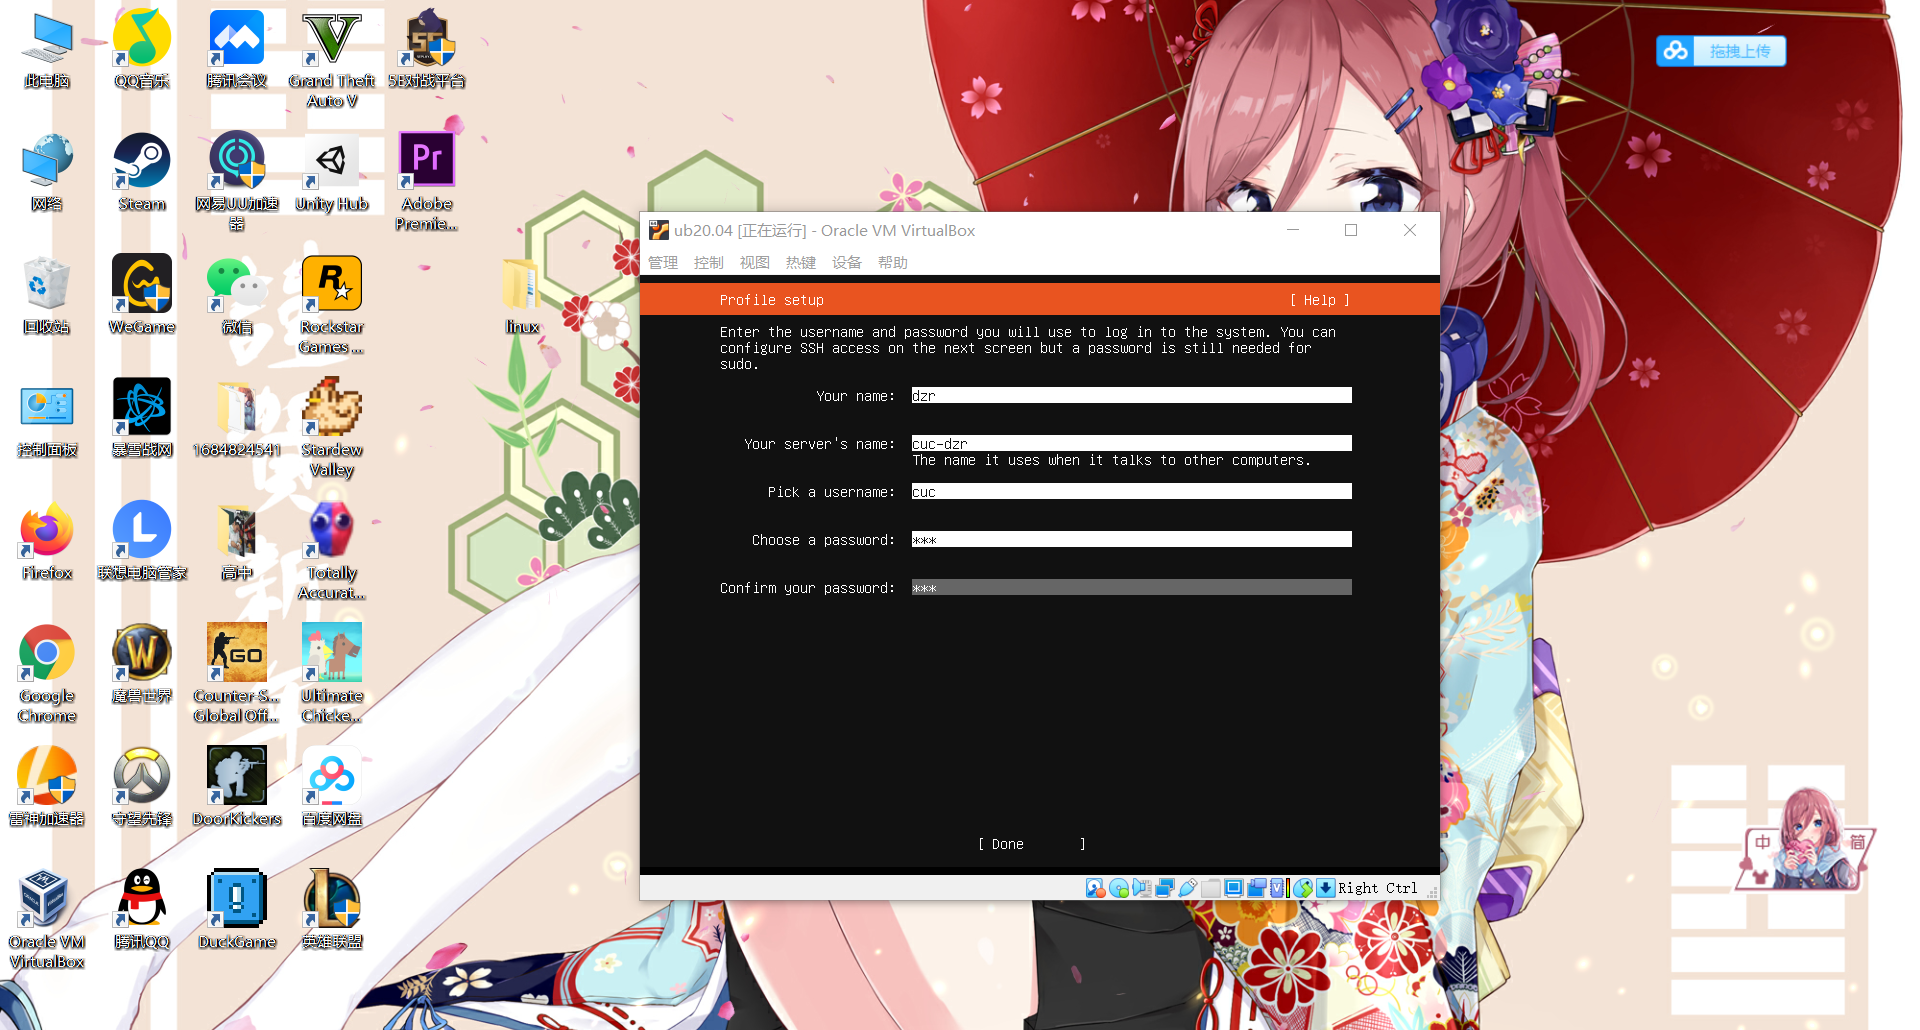 此电脑
QQ音乐
腾讯会议
Grand Theft
Auto V
5E对战平台
网络
Steam
网易UU加速
器
Unity Hub
Pr
Adobe
Premie...
回收站
WeGame
微信
Rockstar
Games ...
linux
控制面板
暴雪战网
1684824541
Stardew
Valley
Firefox
联想电脑管家
高中
Totally
Accurat...
Google
Chrome
魔兽世界
GO
Counter-S...
Global Off...
Ultimate
Chicke...
雷神加速器
守望先锋
DoorKickers
百度网盘
Oracle VM
VirtualBox
腾讯QQ
DuckGame
英雄联盟
拖拽上传
ub20.04 [正在运行] - Oracle VM VirtualBox
管理 控制 视图 热键 设备 帮助
Profile setup [ Help ]
Enter the username and password you will use to log in to the system. You can
configure SSH access on the next screen but a password is still needed for
sudo.
Your name: dzr
Your server's name: cuc-dzr
The name it uses when it talks to other computers.
Pick a username: cuc
Choose a password: ***
Confirm your password: ***
[ Done ]
Right Ctrl
中 简